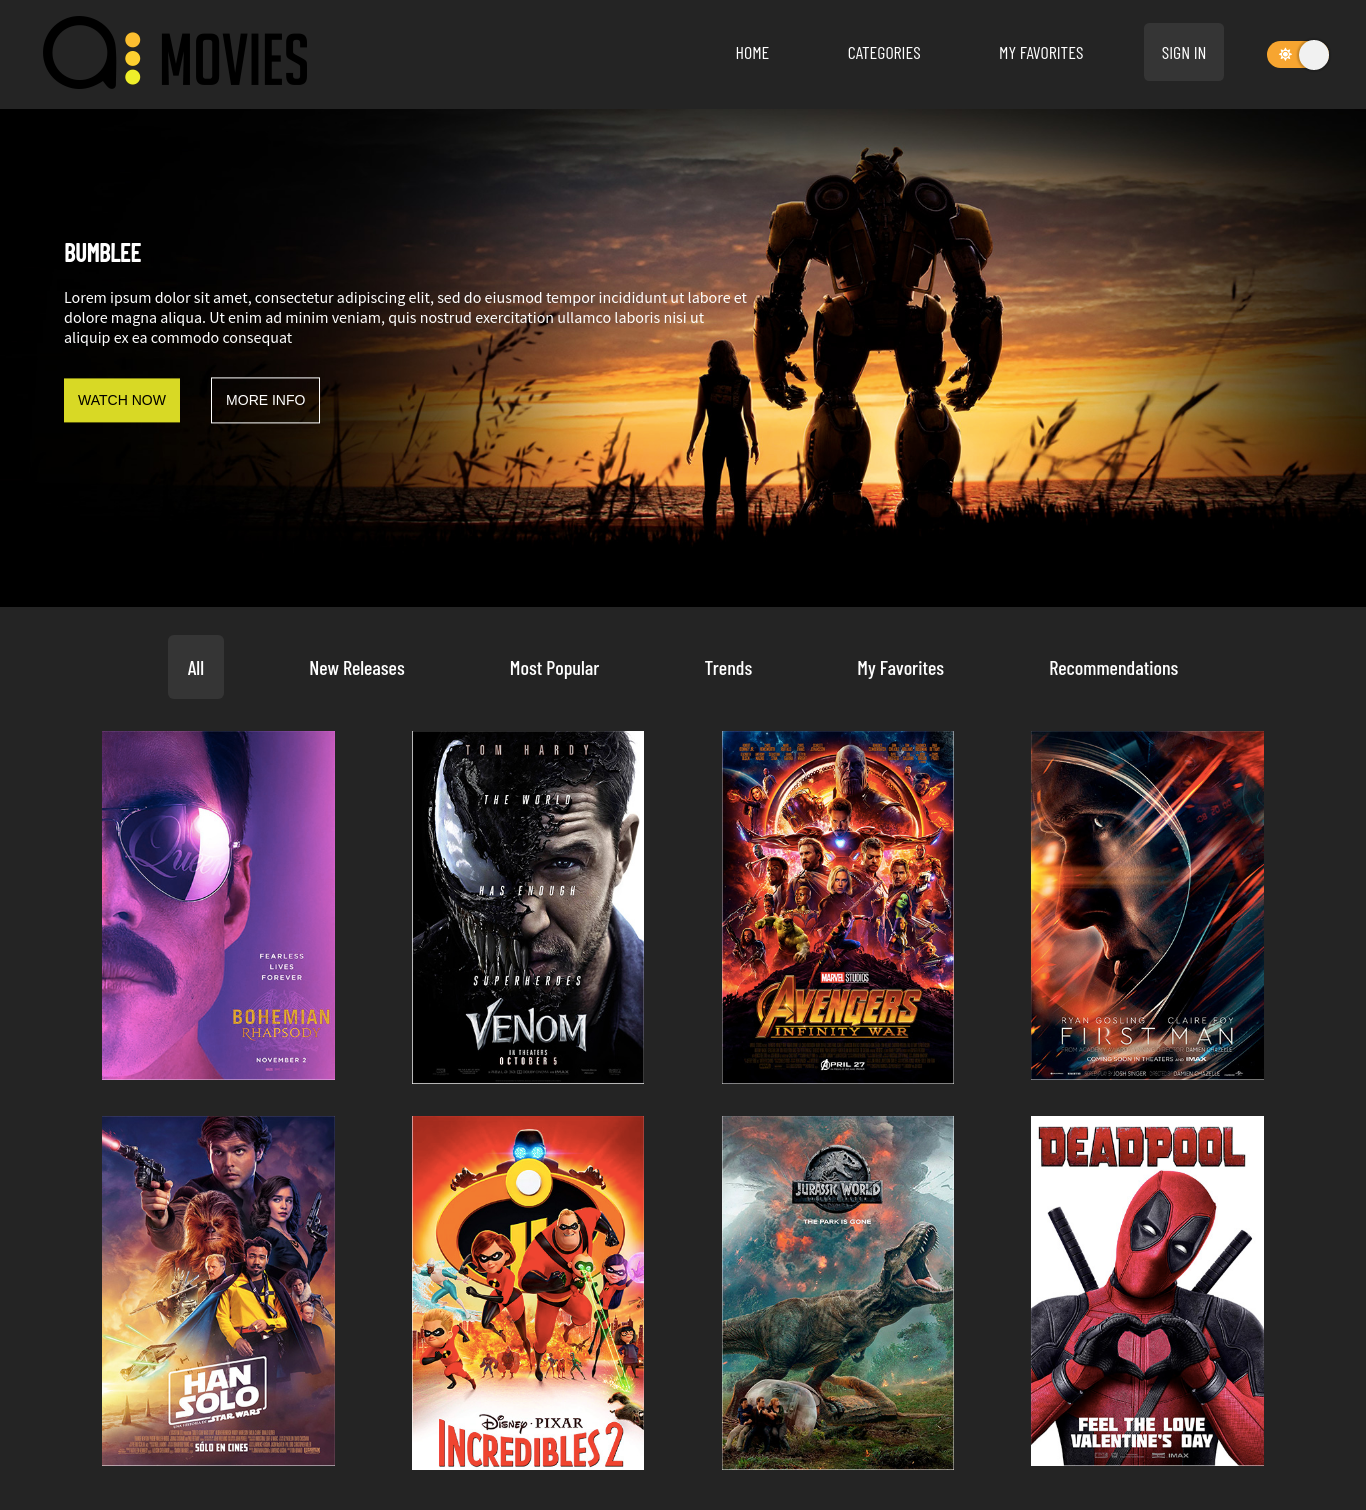 MOVIES
HOME
CATEGORIES
MY FAVORITES
SIGN IN
BUMBLEE
Lorem ipsum dolor sit amet, consectetur adipiscing elit, sed do eiusmod tempor incididunt ut labore et
dolore magna aliqua. Ut enim ad minim veniam, quis nostrud exercitation ullamco laboris nisi ut
aliquip ex ea commodo consequat
WATCH NOW
MORE INFO
All
New Releases
Most Popular
Trends
My Favorites
Recommendations
Queen
FEARLESS
LIVES
FOREVER
BOHEMIAN
RHAPSODY
NOVEMBER 2
TOM HARDY
THE WORLD
HAS ENOUGH
SUPERHEROES
VENOM
IN THEATERS
OCTOBER 5
MARVEL STUDIOS
AVENGERS
INFINITY WAR
APRIL 27
RYAN GOSLING CLAIRE FOY
FIRST MAN
COMING SOON IN THEATERS AND IMAX
HAN
SOLO
STAR WARS
SÓLO EN CINES
DISNEY · PIXAR
INCREDIBLES 2
JURASSIC WORLD
THE PARK IS GONE
DEADPOOL
FEEL THE LOVE
VALENTINE'S DAY
IMAX